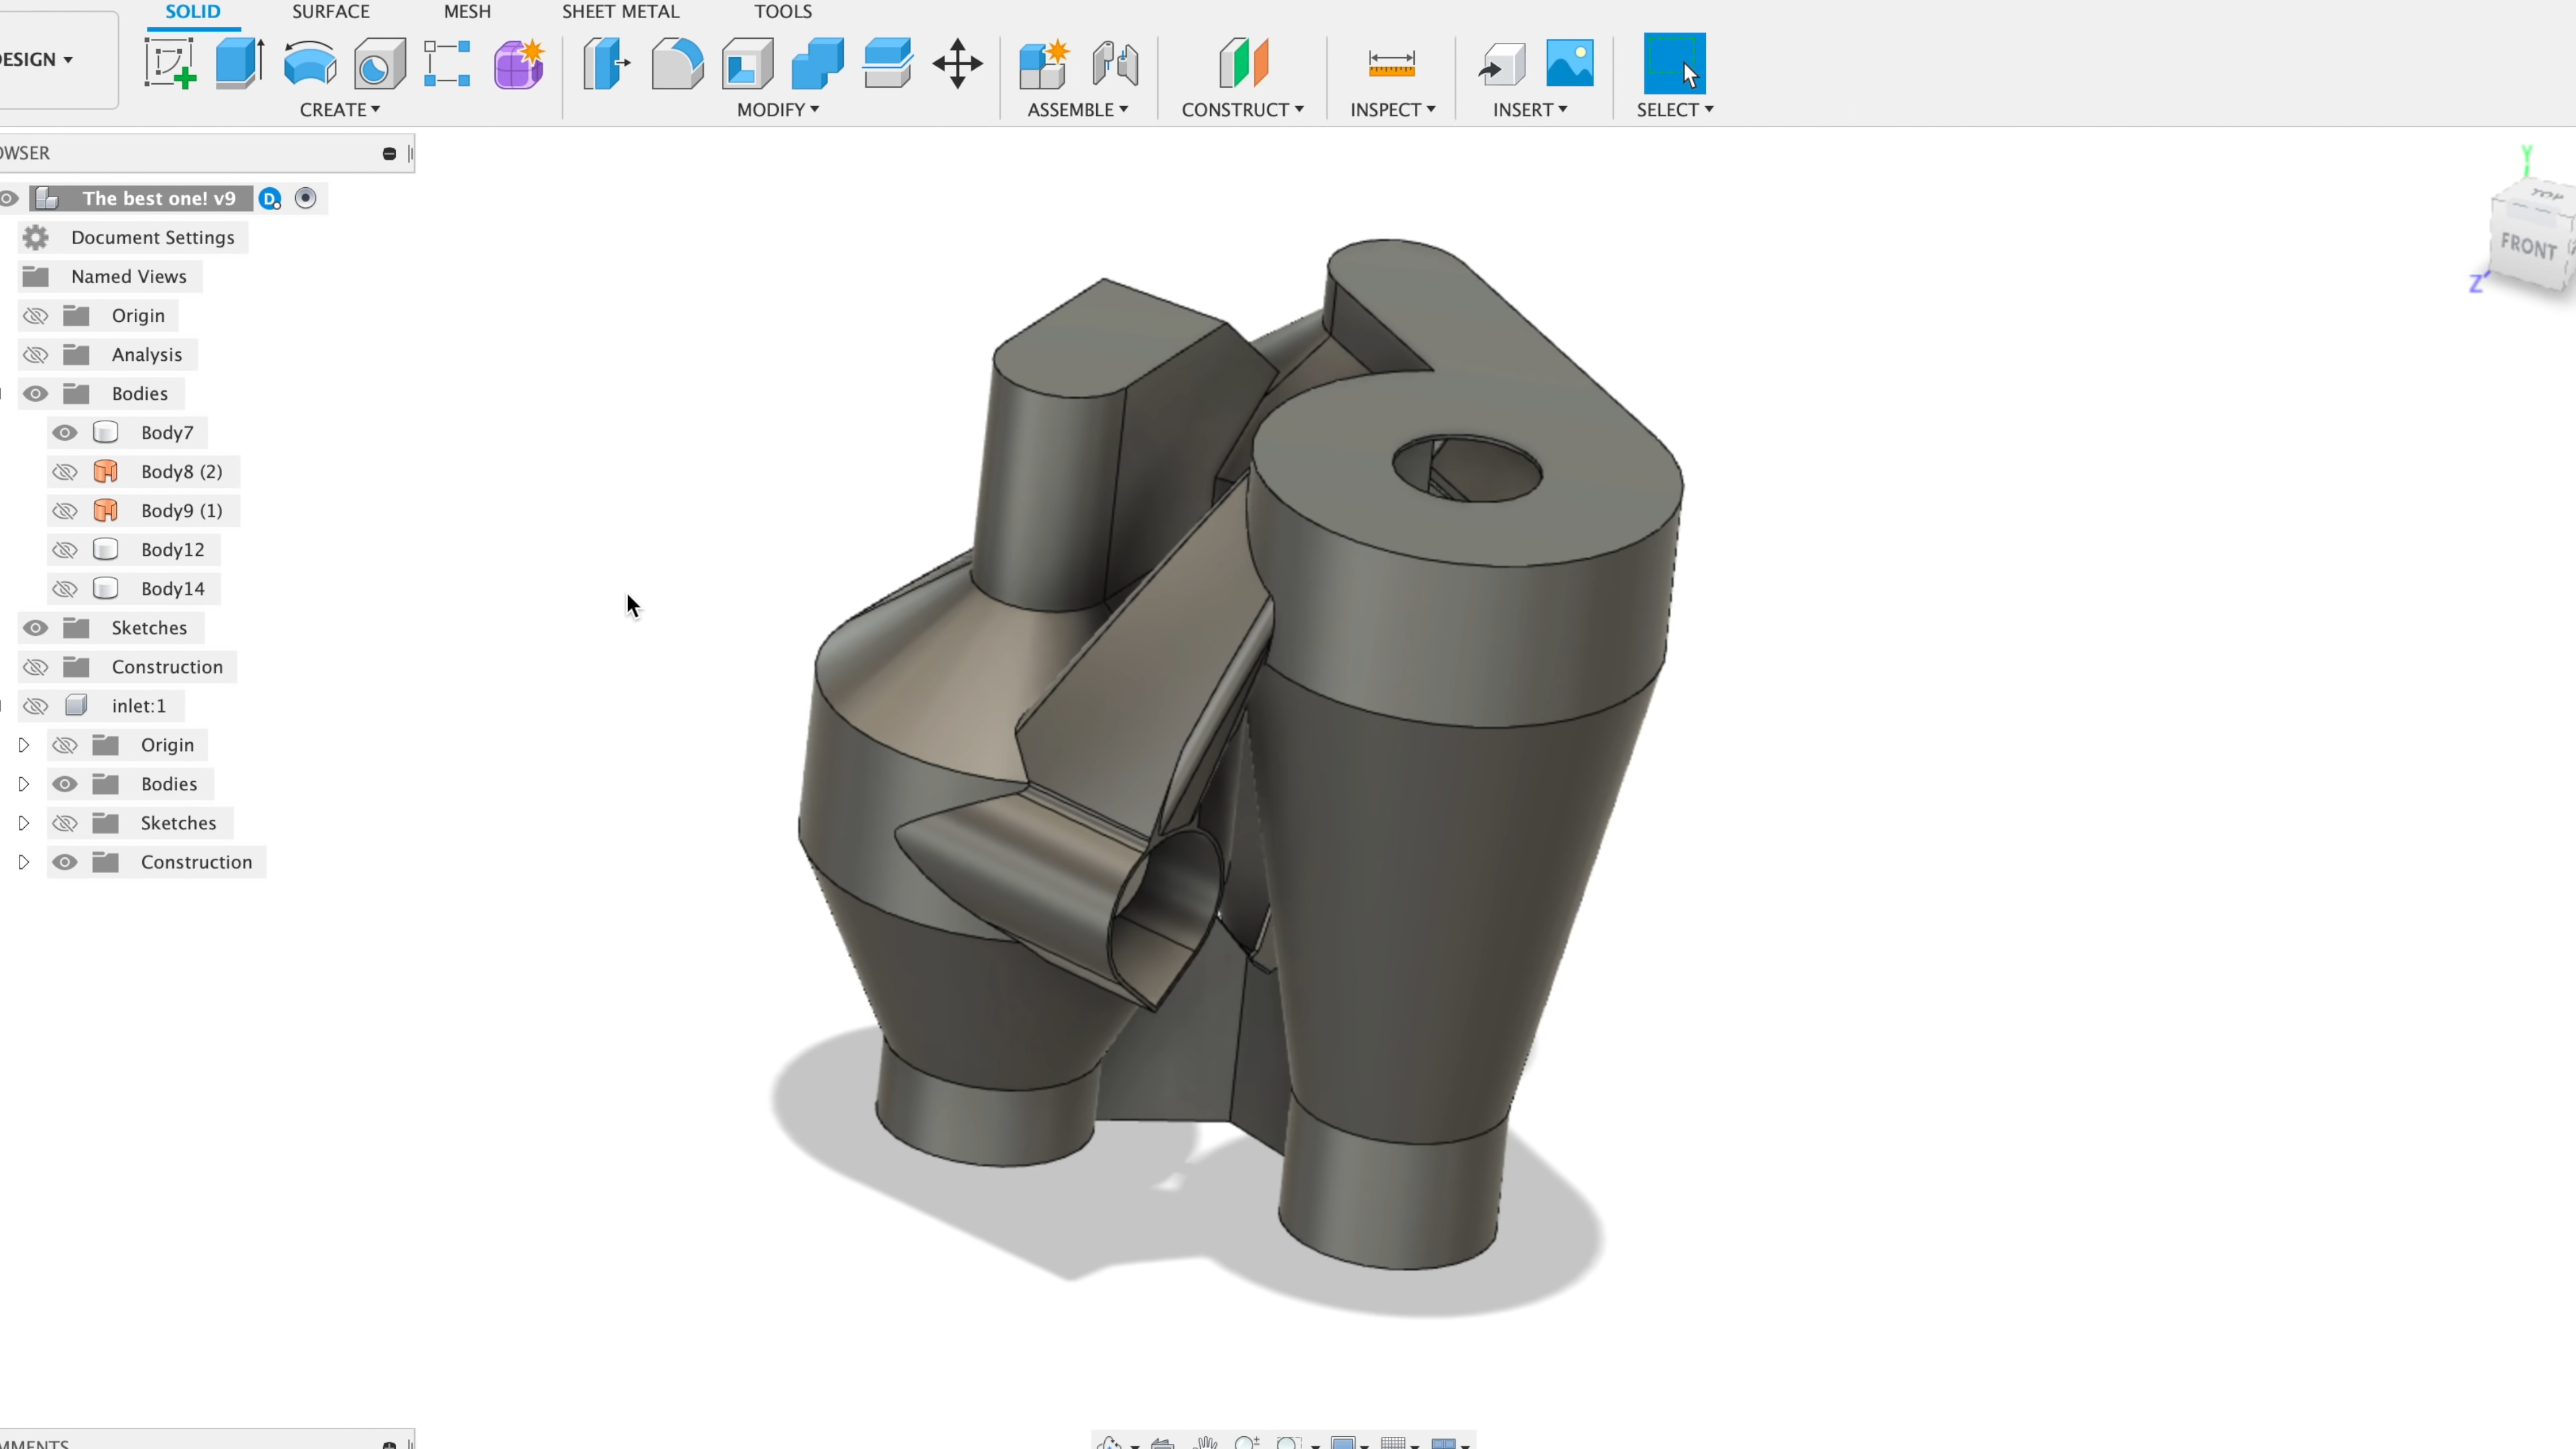 SOLID SURFACE MESH SHEET METAL TOOLS
ESIGN
CREATE MODIFY ASSEMBLE CONSTRUCT INSPECT INSERT SELECT
OWSER
The best one! v9 D
Document Settings
Named Views
Origin
Analysis
Bodies
Body7
Body8 (2)
Body9 (1)
Body12
Body14
Sketches
Construction
inlet:1
Origin
Bodies
Sketches
Construction
Y
TOP
FRONT
Z
MMENTS